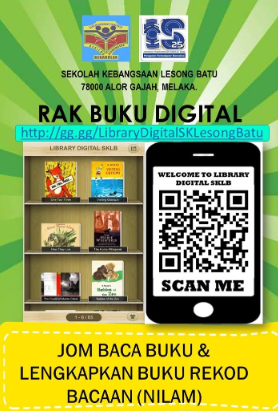 SEKOLAH KEBANGSAAN LESONG BATU
78000 ALOR GAJAH, MELAKA.
RAK BUKU DIGITAL
http://gg.gg/LibraryDigitalSKLesongBatu
LIBRARY DIGITAL SKLB
WELCOME TO LIBRARY
DIGITAL SKLB
SCAN ME
JOM BACA BUKU &
LENGKAPKAN BUKU REKOD
BACAAN (NILAM)